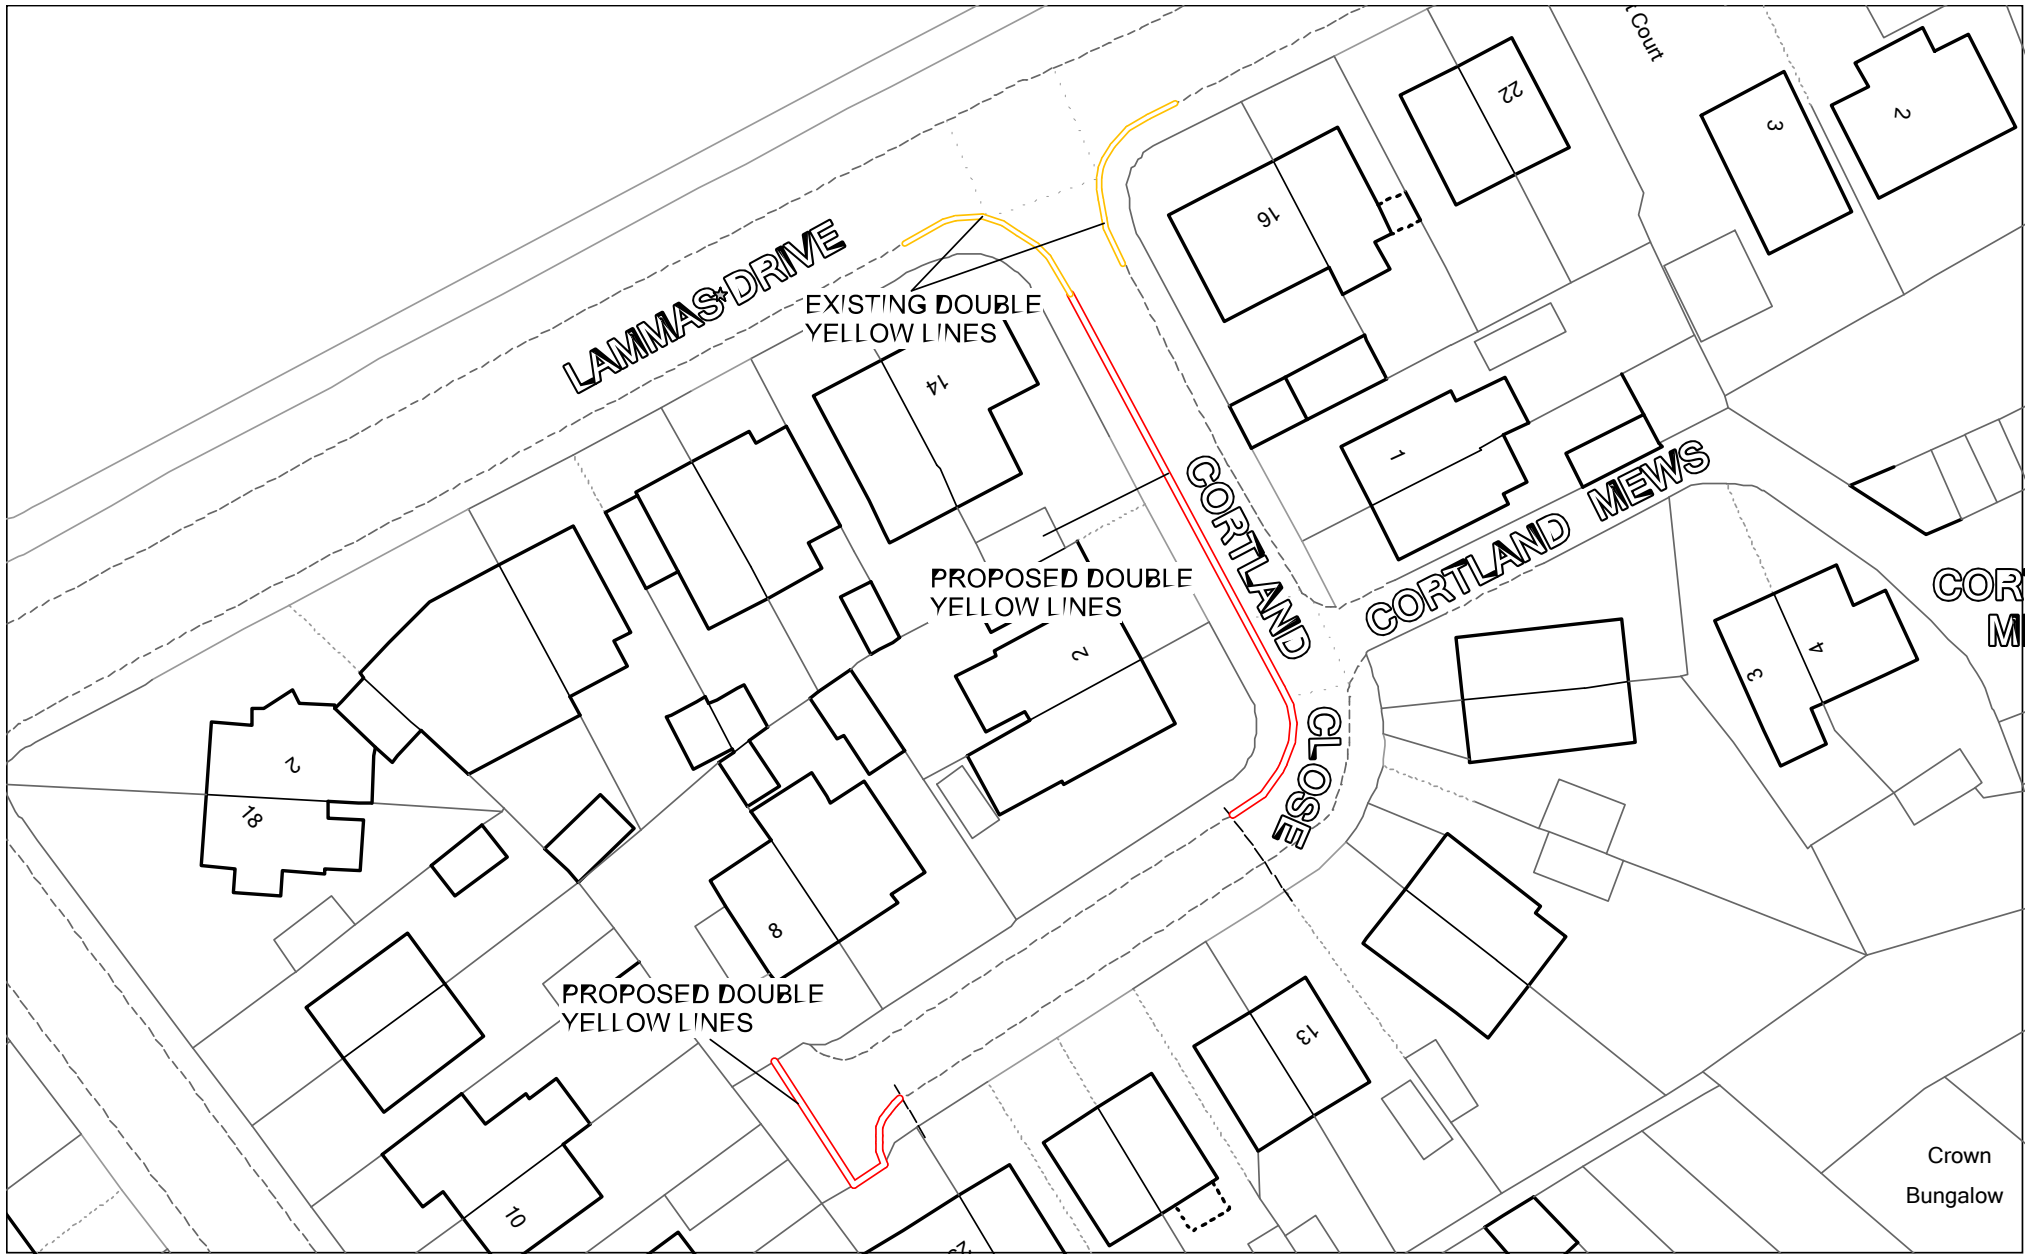 t Court
22
3
2
16
LAMMAS DRIVE
EXISTING DOUBLE
YELLOW LINES
14
1
CORTLAND MEWS
CORTLAND CLOSE
PROPOSED DOUBLE
YELLOW LINES
2
3
4
2
18
8
PROPOSED DOUBLE
YELLOW LINES
13
10
Crown
Bungalow